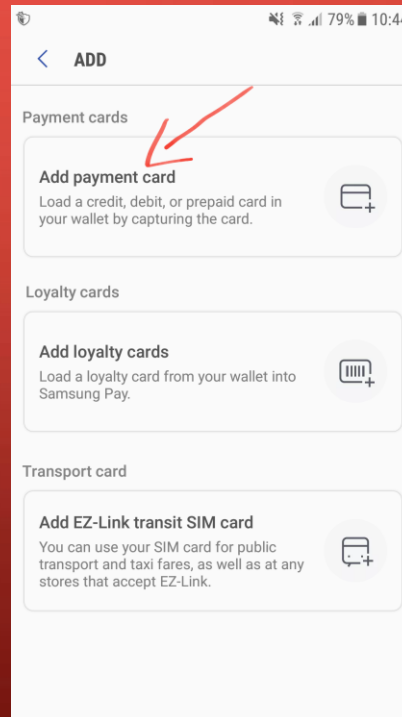 79% 10:44
ADD
Payment cards
Add payment card
Load a credit, debit, or prepaid card in
your wallet by capturing the card.
Loyalty cards
Add loyalty cards
Load a loyalty card from your wallet into
Samsung Pay.
Transport card
Add EZ-Link transit SIM card
You can use your SIM card for public
transport and taxi fares, as well as at any
stores that accept EZ-Link.